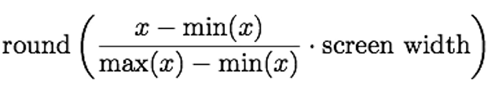 round( (x − min(x)) / (max(x) − min(x)) · screen width )